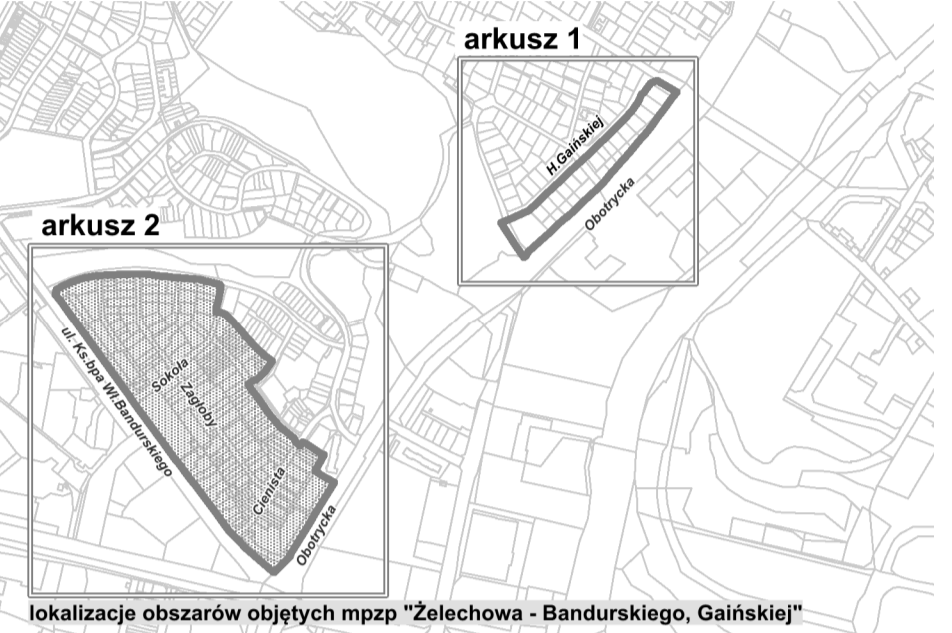 arkusz 1
H.Gaińskiej
Obotrycka
arkusz 2
ul. Ks.bpa Wł.Bandurskiego
Sokoła
Zagłoby
Cienista
Obotrycka
lokalizacje obszarów objętych mpzp "Żelechowa - Bandurskiego, Gaińskiej"